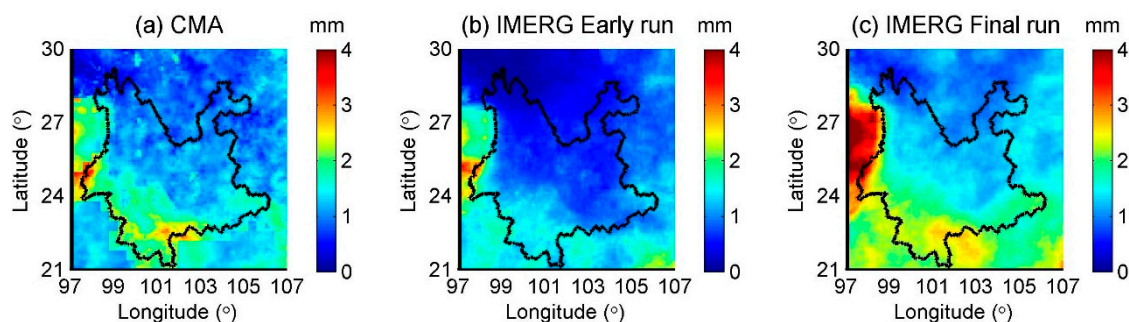 (a) CMA mm (b) IMERG Early run mm (c) IMERG Final run mm
30 4 30 4 30 4
27 3 27 3 27 3
Latitude (°) 2 Latitude (°) 2 Latitude (°) 2
24 1 24 1 24 1
21 0 21 0 21 0
97 99 101 103 105 107 97 99 101 103 105 107 97 99 101 103 105 107
Longitude (°) Longitude (°) Longitude (°)